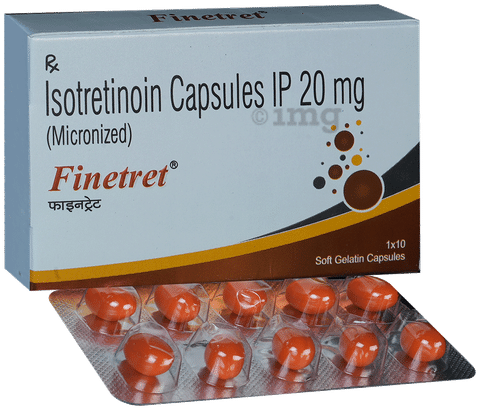 Finetret
Rx
Isotretinoin Capsules IP 20 mg
(Micronized)
©1mg
Finetret®
फाइनट्रेट
1x10
Soft Gelatin Capsules